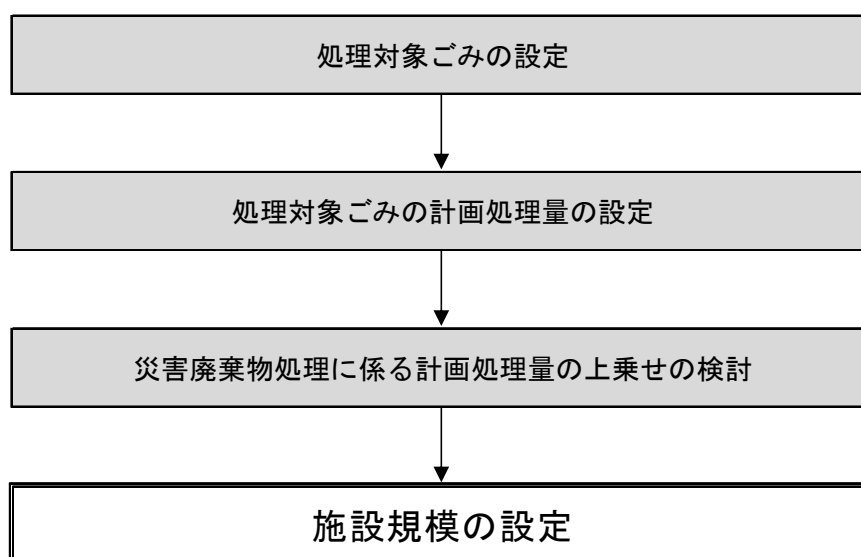 処理対象ごみの設定
処理対象ごみの計画処理量の設定
災害廃棄物処理に係る計画処理量の上乗せの検討
施設規模の設定